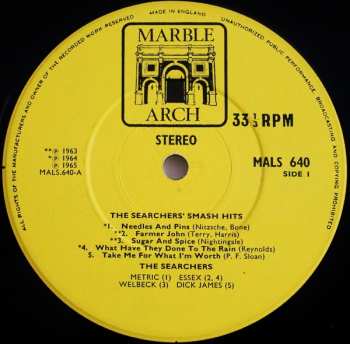 MADE IN ENGLAND
ALL RIGHTS OF THE MANUFACTURERS AND OWNER OF THE RECORDED WORK RESERVED
UNAUTHORIZED PUBLIC PERFORMANCE, BROADCASTING AND COPYING PROHIBITED
MARBLE
ARCH
33⅓ RPM
STEREO
**℗ 1963
*℗ 1964
℗ 1965
MALS.640-A
MALS 640
SIDE 1
THE SEARCHERS' SMASH HITS
*1. Needles And Pins (Nitzsche, Bone)
**2. Farmer John (Terry, Harris)
**3. Sugar And Spice (Nightingale)
*4. What Have They Done To The Rain (Reynolds)
5. Take Me For What I'm Worth (P. F. Sloan)
THE SEARCHERS
METRIC (1) ESSEX (2, 4)
WELBECK (3) DICK JAMES (5)